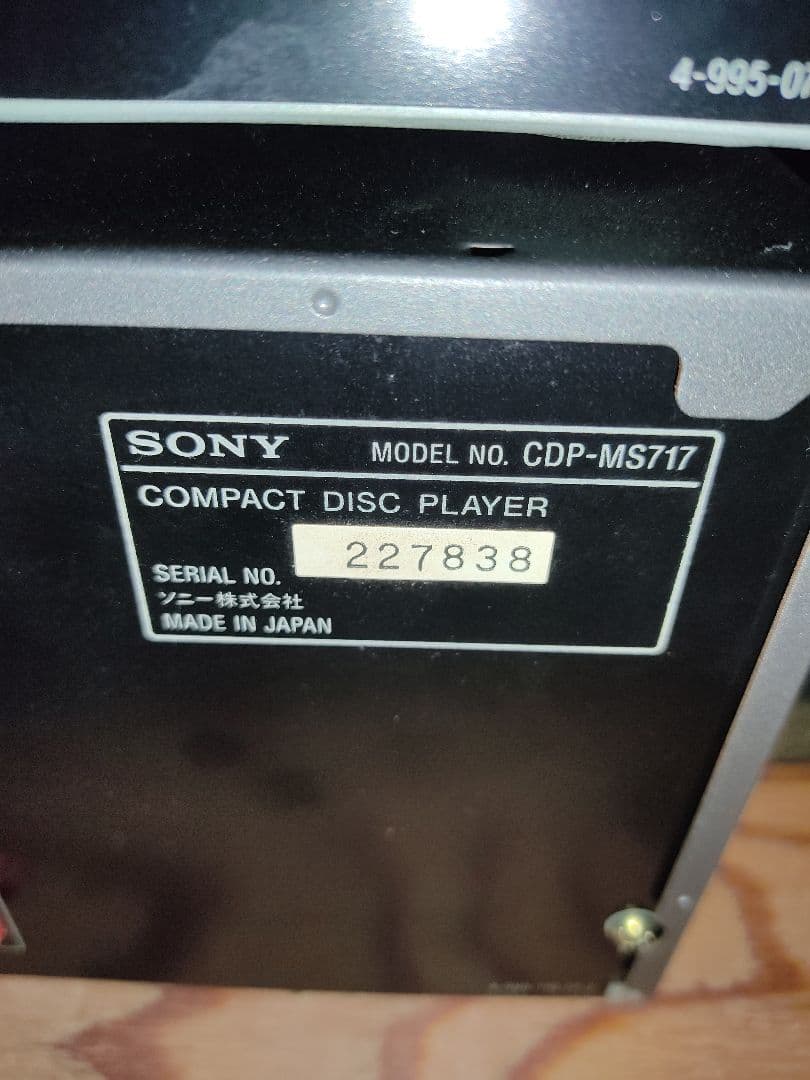 4-995-07
SONY MODEL NO. CDP-MS717
COMPACT DISC PLAYER
SERIAL NO. 227838
ソニー株式会社
MADE IN JAPAN